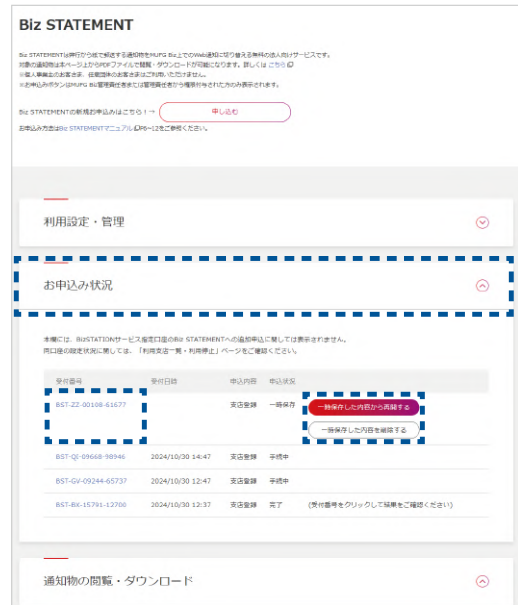 Biz STATEMENT
Biz STATEMENTは弊行から紙で郵送する通知物をMUFG Biz上でのWeb通知に切り替える無料の法人向けサービスです。
対象の通知物は本ページ上からPDFファイルで閲覧・ダウンロードが可能になります。詳しくは こちら
※個人事業主のお客さま、任意団体のお客さまはご利用いただけません。
※お申込みボタンはMUFG Biz管理責任者または管理責任者から権限付与された方のみ表示されます。
Biz STATEMENTの新規お申込みはこちら！→ 申し込む
お申込み方法はBiz STATEMENTマニュアル P6~12をご参照ください。
利用設定・管理
お申込み状況
本欄には、BizSTATIONサービス指定口座のBiz STATEMENTへの追加申込に関しては表示されません。
同口座の設定状況に関しては、「利用支店一覧・利用停止」ページをご確認ください。
受付番号 受付日時 申込内容 申込状況
BST-ZZ-00108-61677 支店登録 一時保存 一時保存した内容から再開する
一時保存した内容を削除する
BST-QI-09668-98946 2024/10/30 14:47 支店登録 手続中
BST-GV-09244-65737 2024/10/30 12:47 支店登録 手続中
BST-BX-15791-12700 2024/10/30 12:37 支店登録 完了 (受付番号をクリックして結果をご確認ください)
通知物の閲覧・ダウンロード